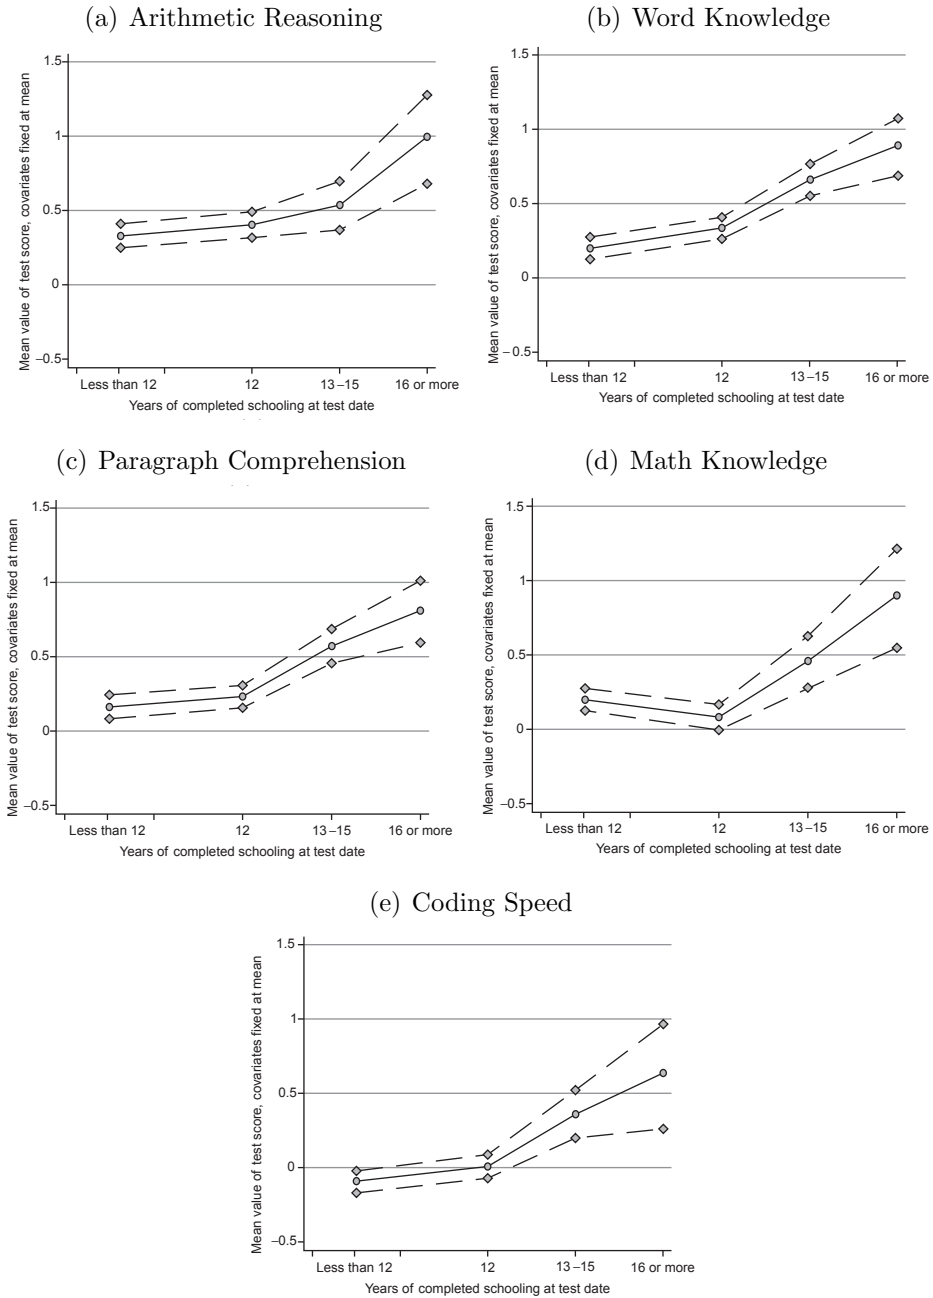 (a) Arithmetic Reasoning
Mean value of test score, covariates fixed at mean
1.5
1
0.5
0
–0.5
Less than 12 12 13–15 16 or more
Years of completed schooling at test date
(b) Word Knowledge
Mean value of test score, covariates fixed at mean
1.5
1
0.5
0
–0.5
Less than 12 12 13–15 16 or more
Years of completed schooling at test date
(c) Paragraph Comprehension
Mean value of test score, covariates fixed at mean
1.5
1
0.5
0
–0.5
Less than 12 12 13–15 16 or more
Years of completed schooling at test date
(d) Math Knowledge
Mean value of test score, covariates fixed at mean
1.5
1
0.5
0
–0.5
Less than 12 12 13–15 16 or more
Years of completed schooling at test date
(e) Coding Speed
Mean value of test score, covariates fixed at mean
1.5
1
0.5
0
–0.5
Less than 12 12 13–15 16 or more
Years of completed schooling at test date